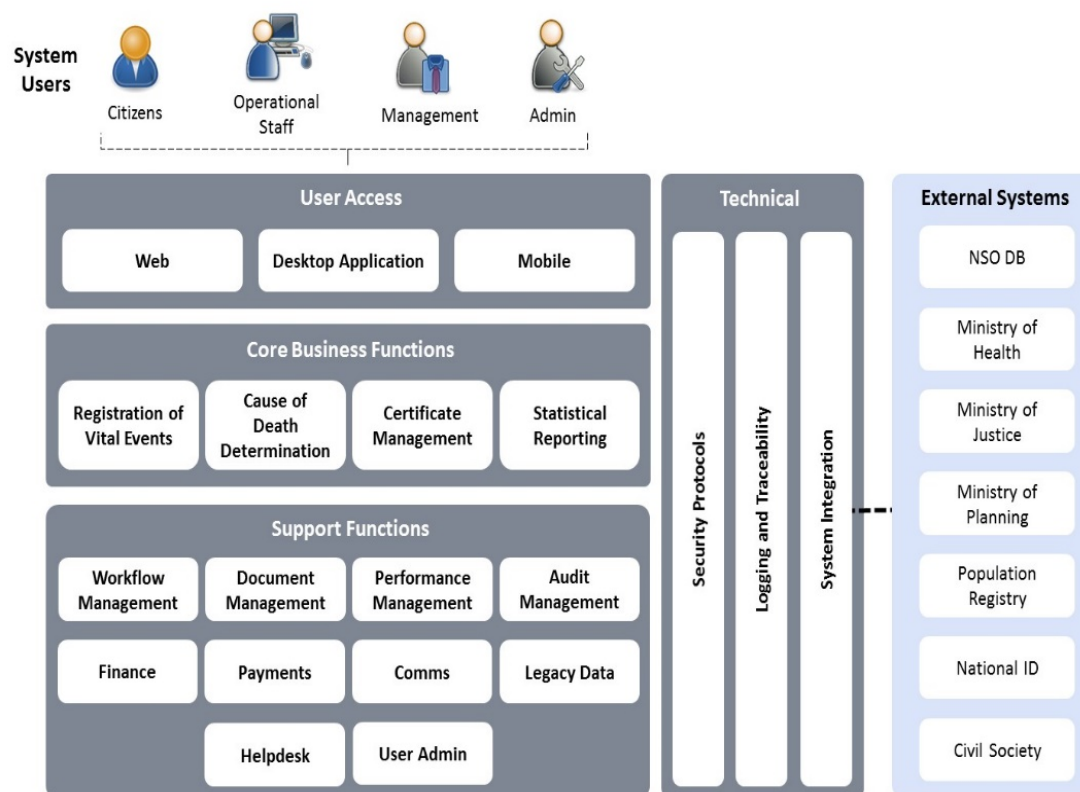 System
Users
Citizens
Operational
Staff
Management
Admin
User Access
Web
Desktop Application
Mobile
Core Business Functions
Registration of
Vital Events
Cause of
Death
Determination
Certificate
Management
Statistical
Reporting
Support Functions
Workflow
Management
Document
Management
Performance
Management
Audit
Management
Finance
Payments
Comms
Legacy Data
Helpdesk
User Admin
Technical
Security Protocols
Logging and Traceability
System Integration
External Systems
NSO DB
Ministry of
Health
Ministry of
Justice
Ministry of
Planning
Population
Registry
National ID
Civil Society